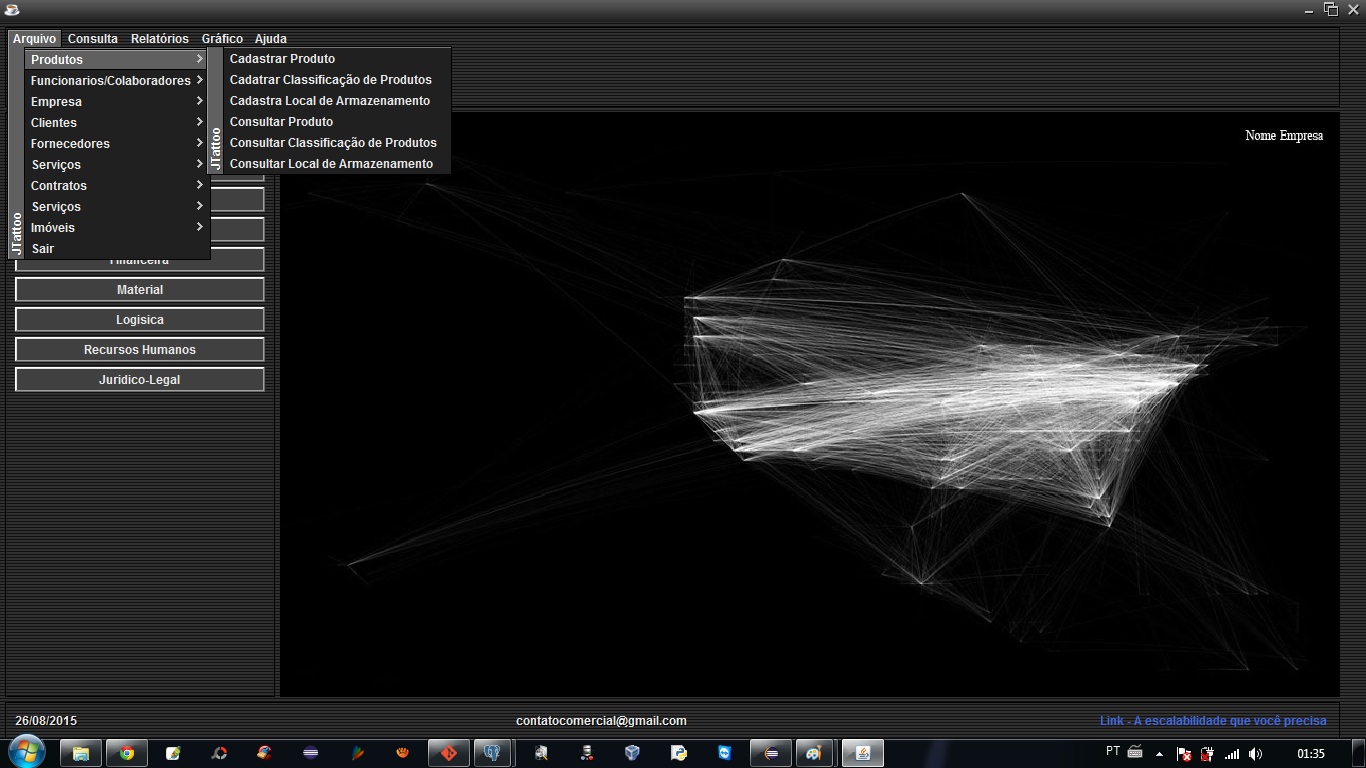 Arquivo Consulta Relatórios Gráfico Ajuda
Produtos
Funcionarios/Colaboradores
Empresa
Clientes
Fornecedores
Serviços
Contratos
Serviços
Imóveis
Sair
JTattoo
Cadastrar Produto
Cadatrar Classificação de Produtos
Cadastra Local de Armazenamento
Consultar Produto
Consultar Classificação de Produtos
Consultar Local de Armazenamento
JTattoo
Nome Empresa
Financeira
Material
Logisica
Recursos Humanos
Juridico-Legal
26/08/2015 contatocomercial@gmail.com Link - A escalabilidade que você precisa
PT 01:35